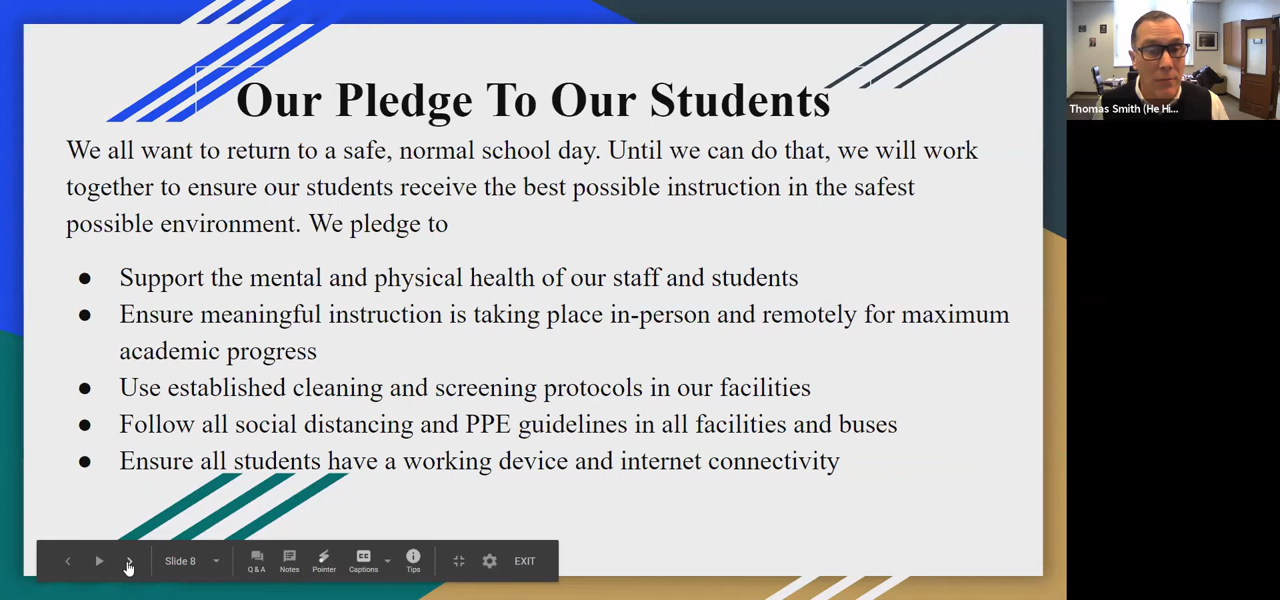 Our Pledge To Our Students
We all want to return to a safe, normal school day. Until we can do that, we will work
together to ensure our students receive the best possible instruction in the safest
possible environment. We pledge to
● Support the mental and physical health of our staff and students
● Ensure meaningful instruction is taking place in-person and remotely for maximum
academic progress
● Use established cleaning and screening protocols in our facilities
● Follow all social distancing and PPE guidelines in all facilities and buses
● Ensure all students have a working device and internet connectivity
Thomas Smith (He Hi...
Slide 8
Q & A
Notes
Pointer
Captions
Tips
EXIT